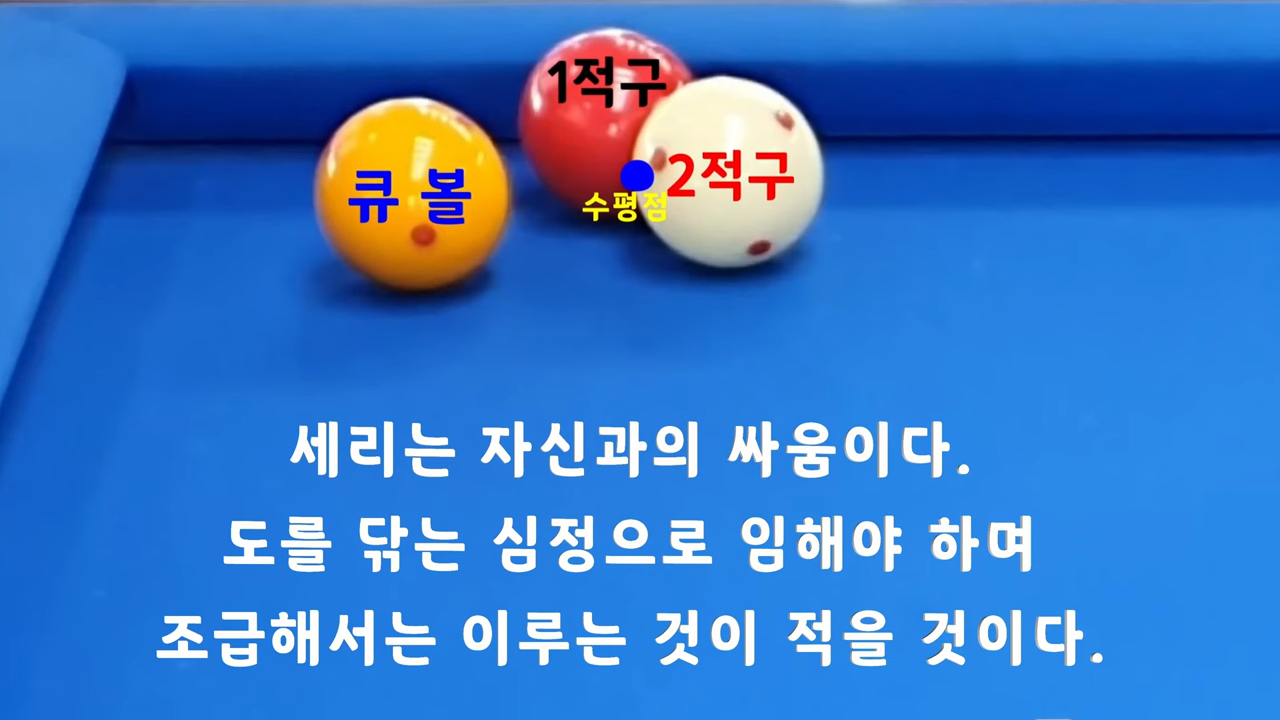 1적구
큐 볼
2적구
수평점
세리는 자신과의 싸움이다.
도를 닦는 심정으로 임해야 하며
조급해서는 이루는 것이 적을 것이다.